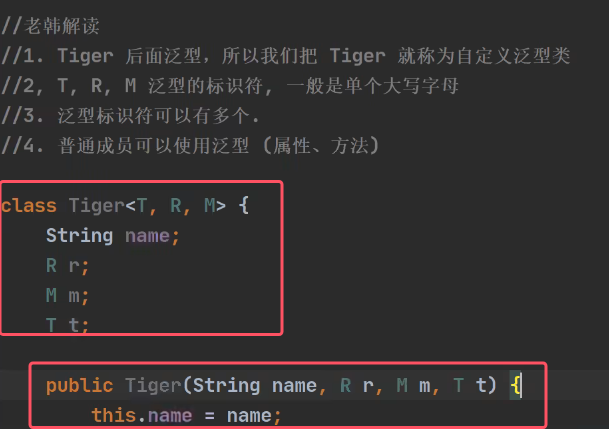 //老韩解读
//1. Tiger 后面泛型，所以我们把 Tiger 就称为自定义泛型类
//2, T, R, M 泛型的标识符, 一般是单个大写字母
//3. 泛型标识符可以有多个.
//4. 普通成员可以使用泛型 (属性、方法)
class Tiger<T, R, M> {
String name;
R r;
M m;
T t;
public Tiger(String name, R r, M m, T t) {
this.name = name;